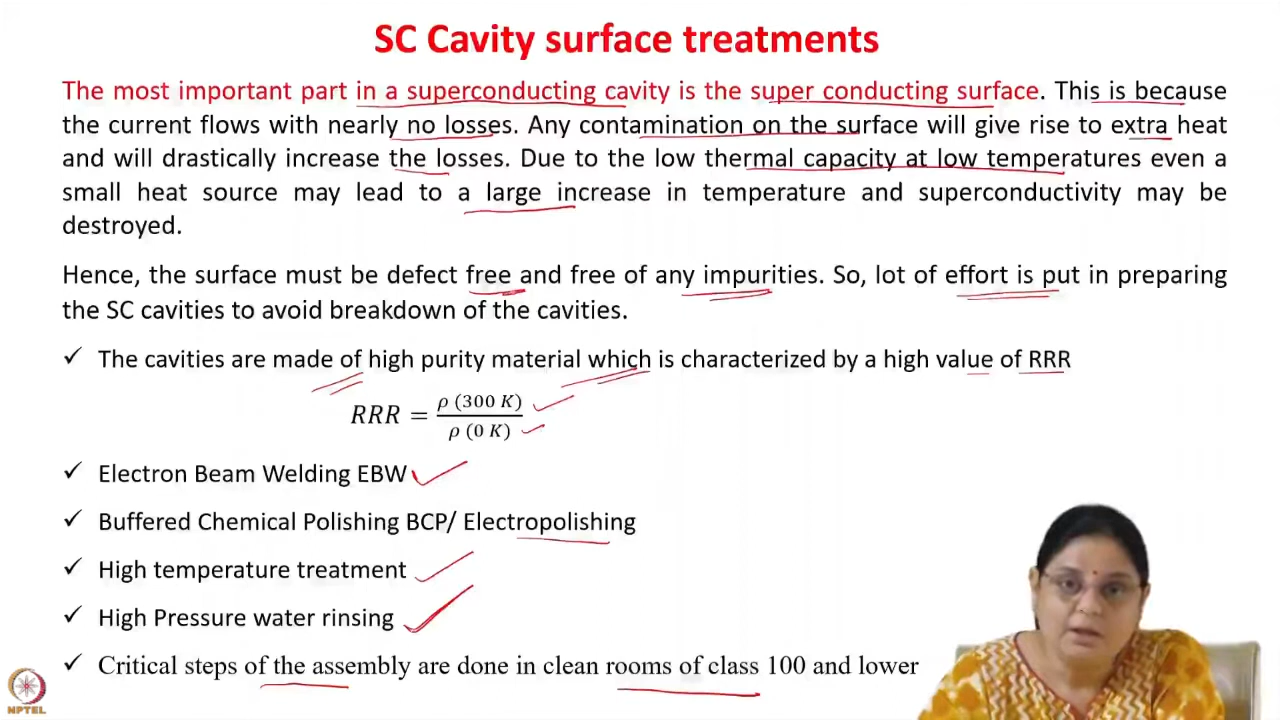 SC Cavity surface treatments
The most important part in a superconducting cavity is the super conducting surface. This is because
the current flows with nearly no losses. Any contamination on the surface will give rise to extra heat
and will drastically increase the losses. Due to the low thermal capacity at low temperatures even a
small heat source may lead to a large increase in temperature and superconductivity may be
destroyed.
Hence, the surface must be defect free and free of any impurities. So, lot of effort is put in preparing
the SC cavities to avoid breakdown of the cavities.
✓ The cavities are made of high purity material which is characterized by a high value of RRR
RRR = ρ (300 K) / ρ (0 K)
✓ Electron Beam Welding EBW
✓ Buffered Chemical Polishing BCP/ Electropolishing
✓ High temperature treatment
✓ High Pressure water rinsing
✓ Critical steps of the assembly are done in clean rooms of class 100 and lower
NPTEL